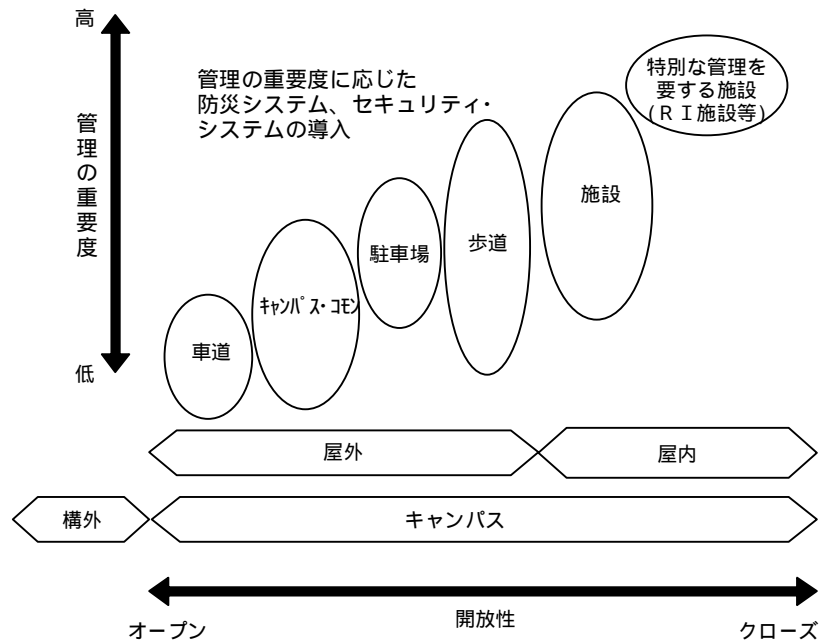 高
管理の重要度
低
管理の重要度に応じた
防災システム、セキュリティ・
システムの導入
特別な管理を
要する施設
(ＲＩ施設等)
施設
歩道
駐車場
ｷｬﾝﾊﾟｽ・ｺﾓﾝ
車道
屋外
屋内
構外
キャンパス
開放性
オープン
クローズ